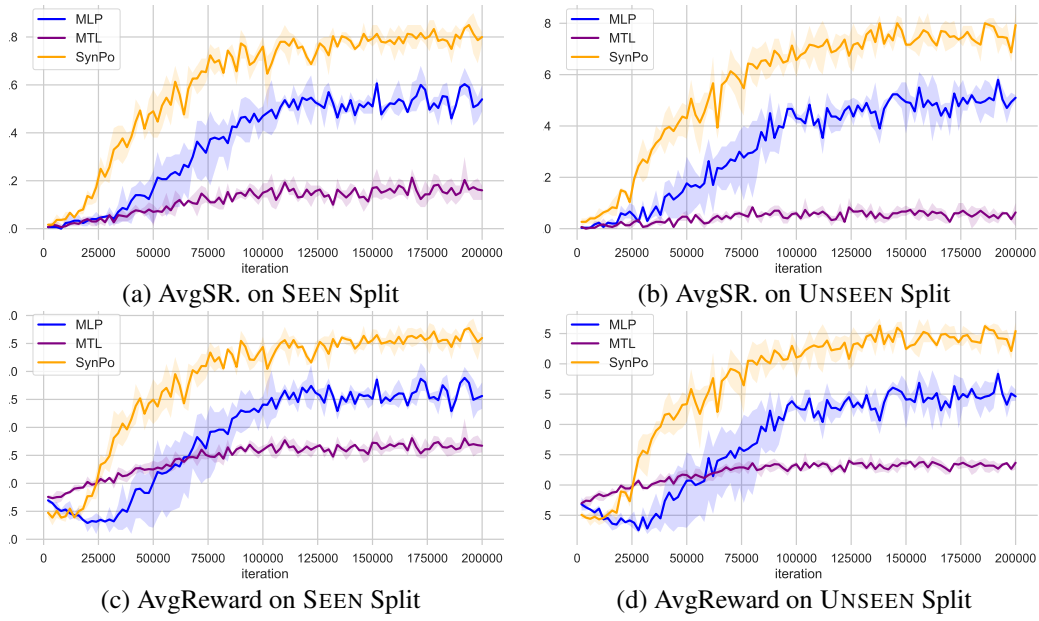 .8
.6
.4
.2
.0
MLP
MTL
SynPo
0 25000 50000 75000 100000 125000 150000 175000 200000
iteration
(a) AvgSR. on SEEN Split
8
6
4
2
0
MLP
MTL
SynPo
0 25000 50000 75000 100000 125000 150000 175000 200000
iteration
(b) AvgSR. on UNSEEN Split
.0
.5
.0
.5
.0
.5
.0
.5
.0
MLP
MTL
SynPo
0 25000 50000 75000 100000 125000 150000 175000 200000
iteration
(c) AvgReward on SEEN Split
5
0
5
0
5
0
5
MLP
MTL
SynPo
0 25000 50000 75000 100000 125000 150000 175000 200000
iteration
(d) AvgReward on UNSEEN Split